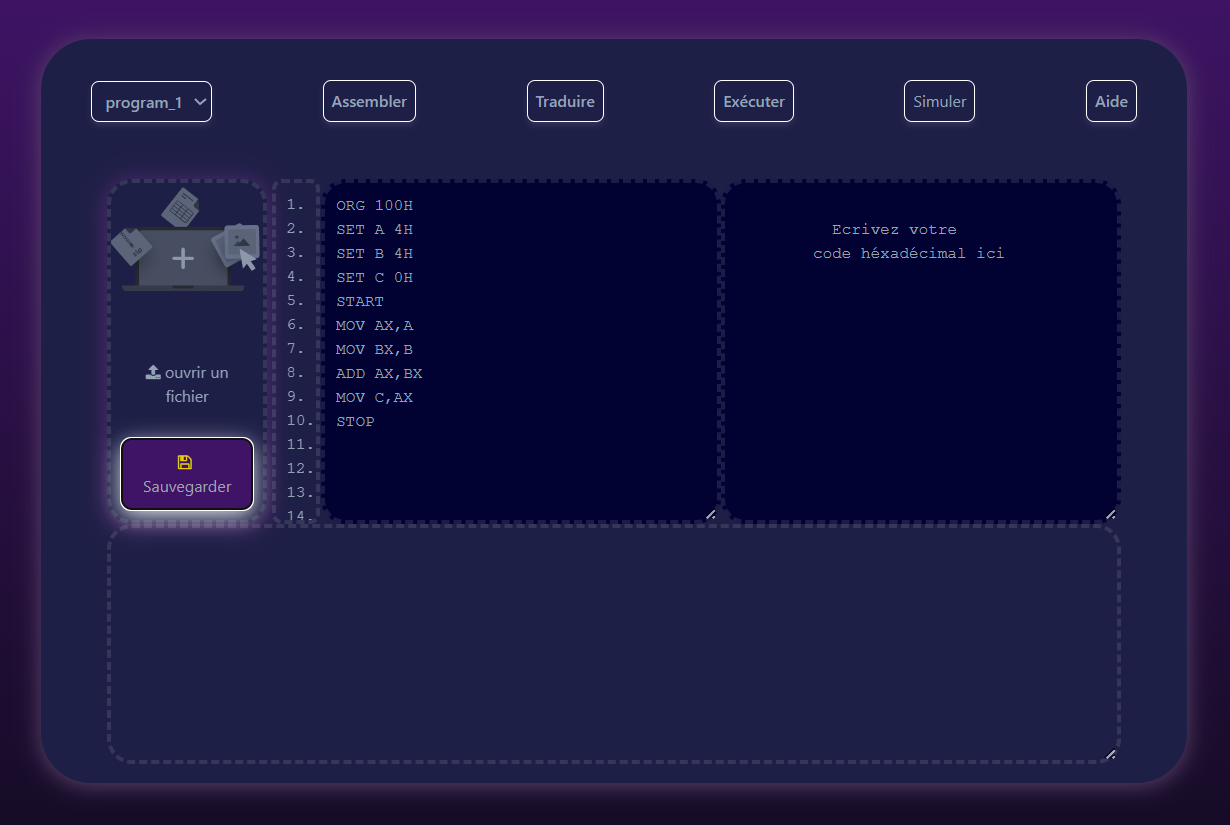 program_1
Assembler
Traduire
Exécuter
Simuler
Aide
ouvrir un
fichier
Sauvegarder
1.
2.
3.
4.
5.
6.
7.
8.
9.
10.
11.
12.
13.
14.
ORG 100H
SET A 4H
SET B 4H
SET C 0H
START
MOV AX,A
MOV BX,B
ADD AX,BX
MOV C,AX
STOP
Ecrivez votre
code héxadécimal ici